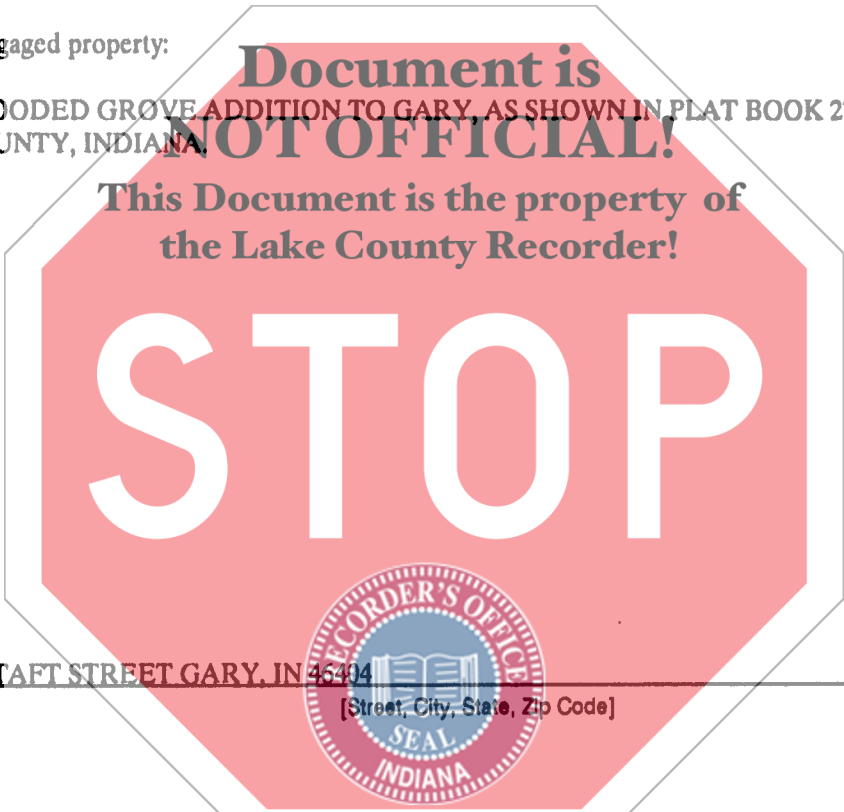 gaged property:
Document is
ODED GROVE ADDITION TO GARY, AS SHOWN IN PLAT BOOK 2
UNTY, INDIANA.
NOT OFFICIAL!
This Document is the property of
the Lake County Recorder!
STOP
RECORDER'S OFFICE
TAFT STREET GARY, IN 46404
[Street, City, State, Zip Code]
SEAL
INDIANA